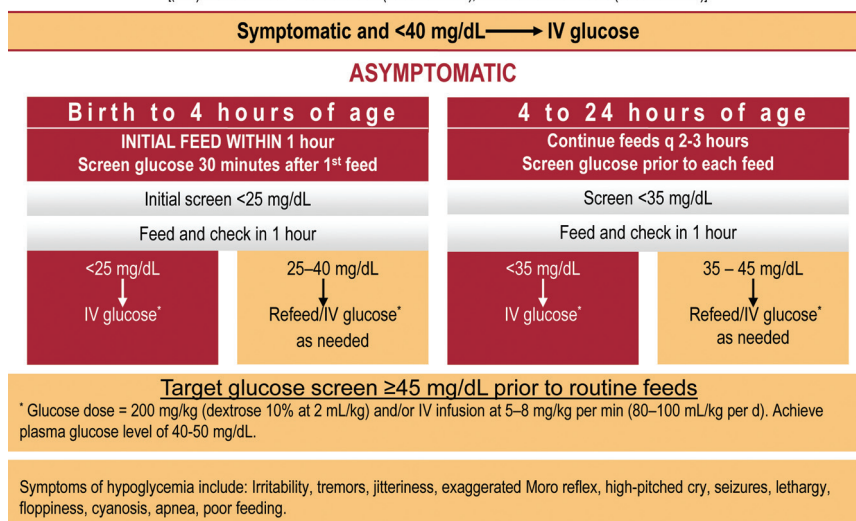 Symptomatic and <40 mg/dL→ IV glucose
ASYMPTOMATIC
Birth to 4 hours of age
INITIAL FEED WITHIN 1 hour
Screen glucose 30 minutes after 1st feed
Initial screen <25 mg/dL
Feed and check in 1 hour
<25 mg/dL
IV glucose*
25–40 mg/dL
Refeed/IV glucose*
as needed
4 to 24 hours of age
Continue feeds q 2-3 hours
Screen glucose prior to each feed
Screen <35 mg/dL
Feed and check in 1 hour
<35 mg/dL
IV glucose*
35 – 45 mg/dL
Refeed/IV glucose*
as needed
Target glucose screen ≥45 mg/dL prior to routine feeds
* Glucose dose = 200 mg/kg (dextrose 10% at 2 mL/kg) and/or IV infusion at 5–8 mg/kg per min (80–100 mL/kg per d). Achieve
plasma glucose level of 40-50 mg/dL.
Symptoms of hypoglycemia include: Irritability, tremors, jitteriness, exaggerated Moro reflex, high-pitched cry, seizures, lethargy,
floppiness, cyanosis, apnea, poor feeding.